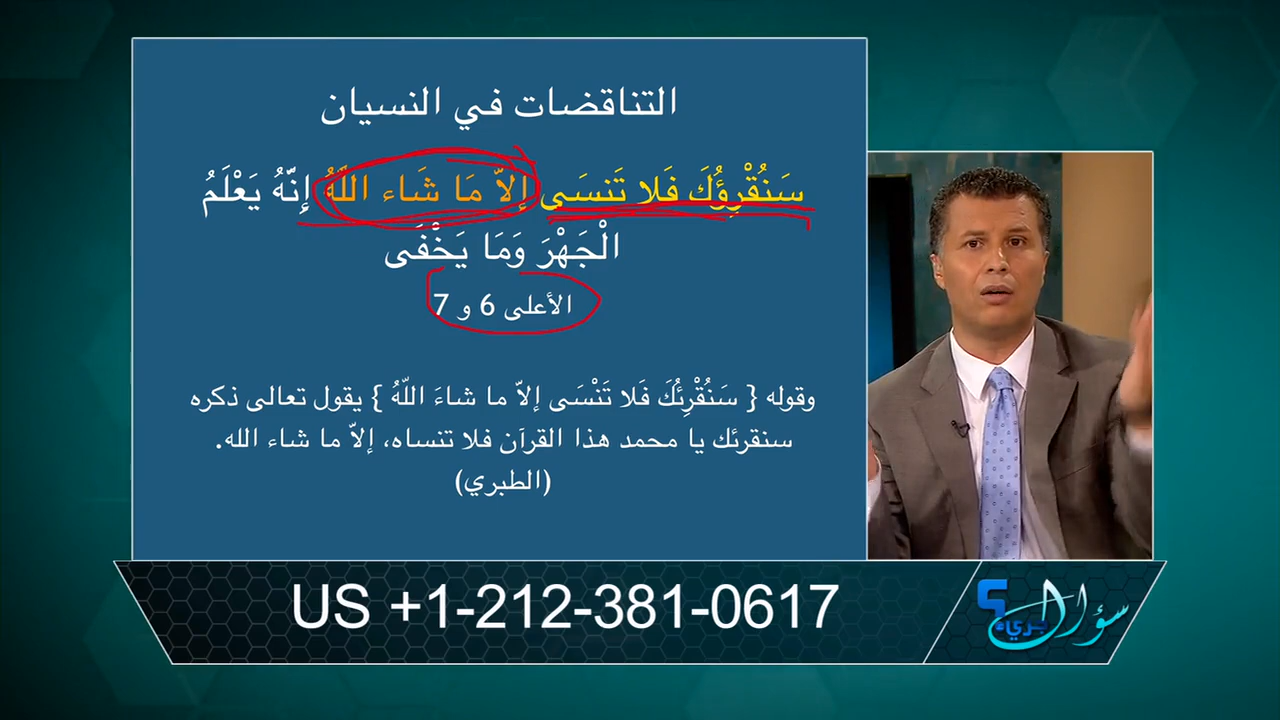 التناقضات في النسيان
سَنُقْرِؤُكَ فَلا تَنسَى إلاّ مَا شَاء اللّهُ إنّهُ يَعْلَمُ
الْجَهْرَ وَمَا يَخْفَى
الأعلى 6 و 7
وقوله { سَنُقْرِئُكَ فَلا تَنْسَى إلاّ ما شاءَ اللّهُ } يقول تعالى ذكره
سنقرئك يا محمد هذا القرآن فلا تنساه، إلاّ ما شاء الله.
(الطبري)
US +1-212-381-0617
سؤال جريء